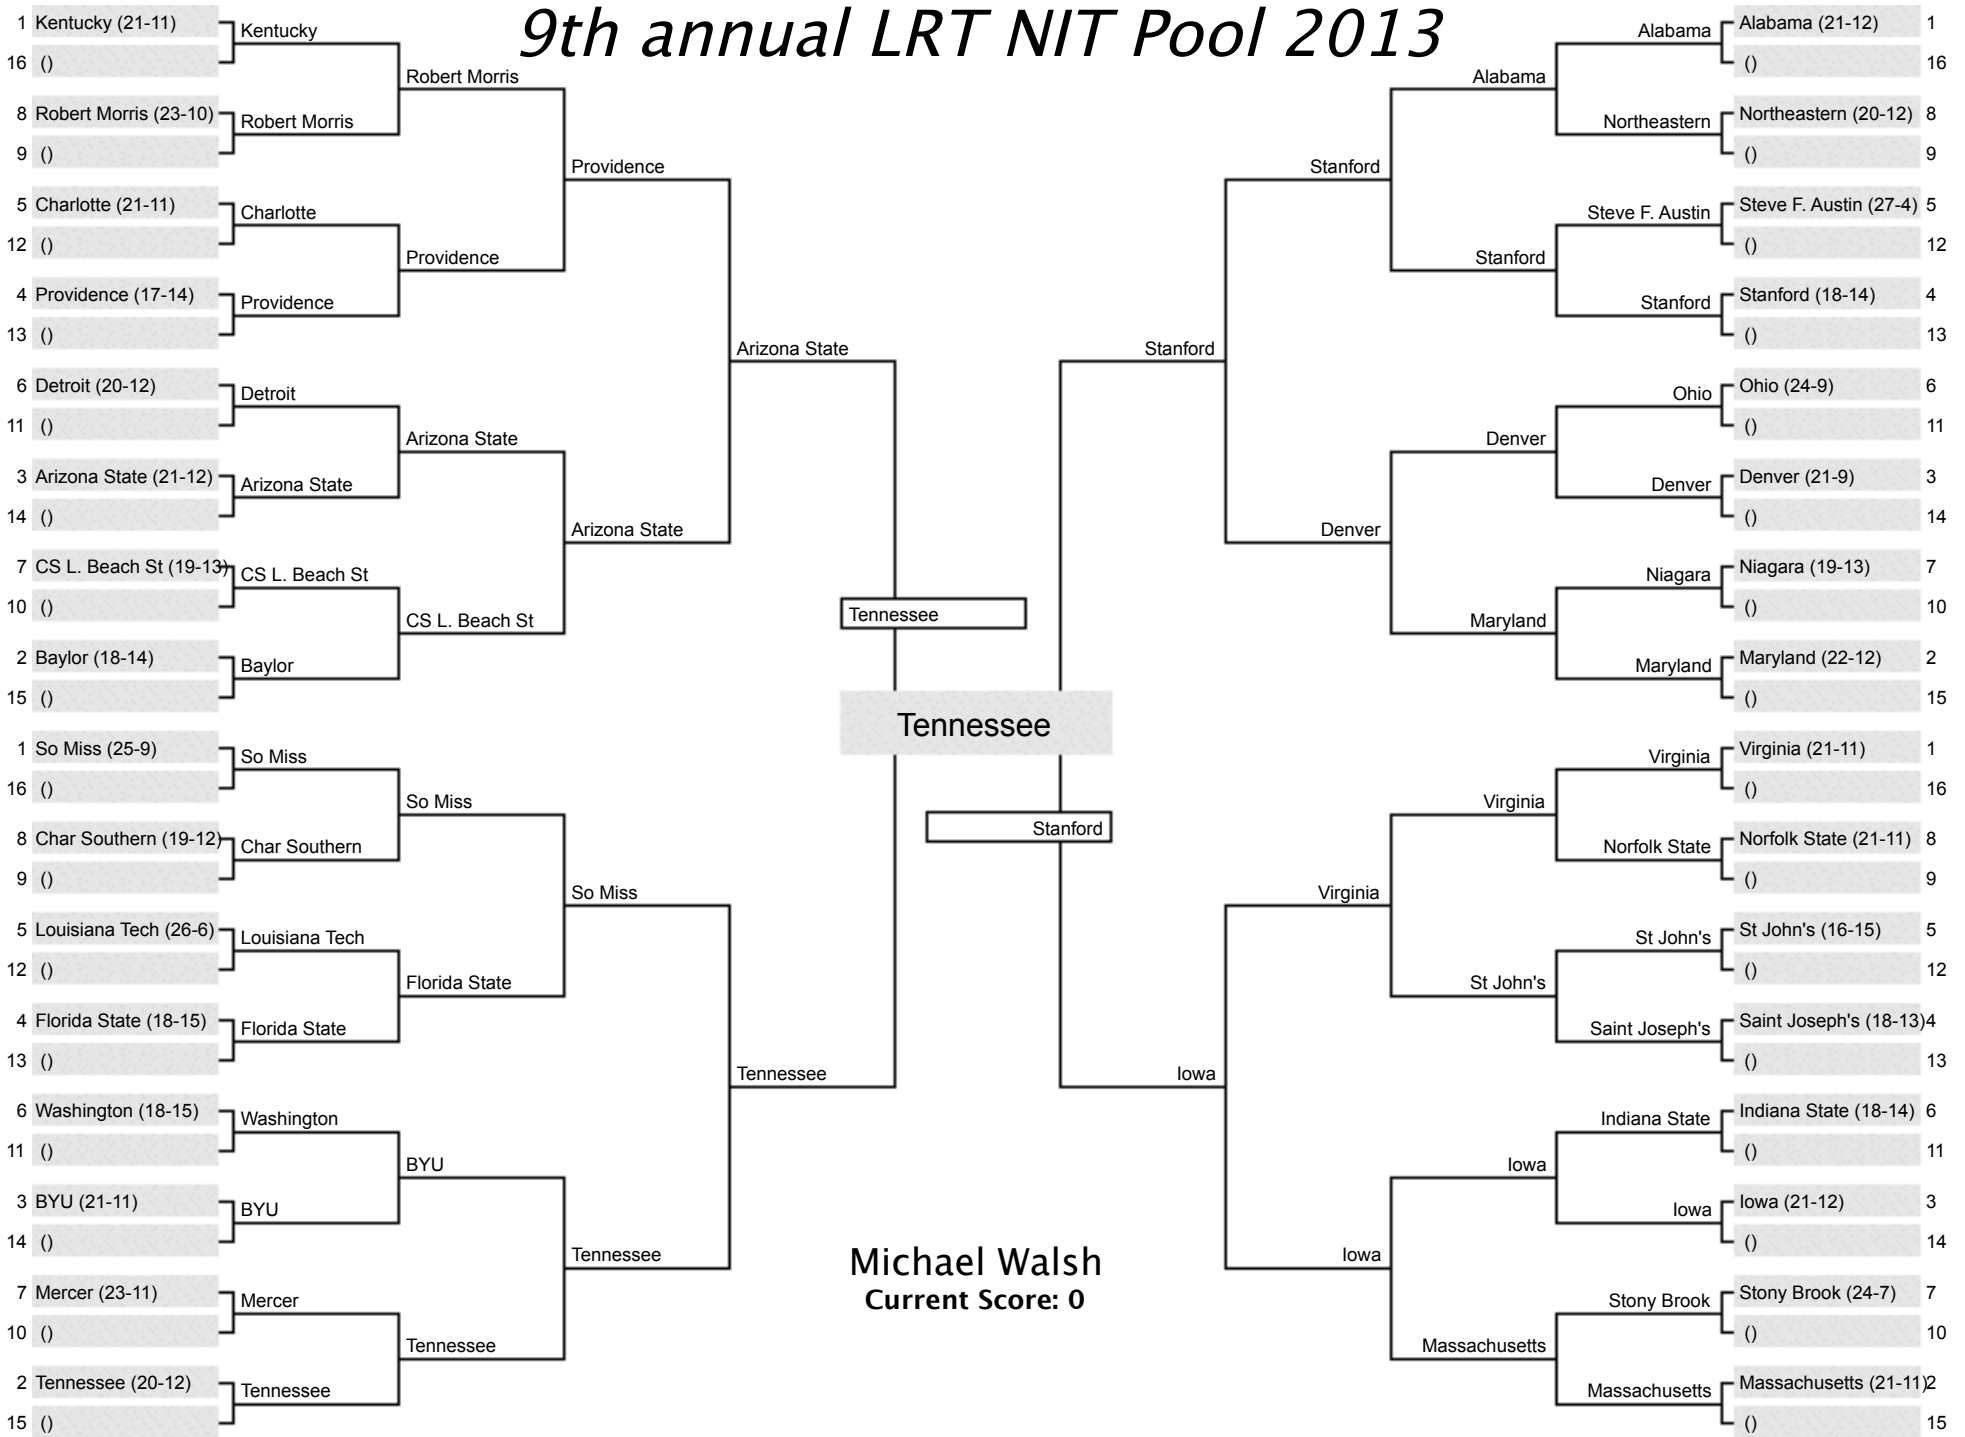 9th annual LRT NIT Pool 2013
1 Kentucky (21-11)
16 ()
8 Robert Morris (23-10)
9 ()
5 Charlotte (21-11)
12 ()
4 Providence (17-14)
13 ()
6 Detroit (20-12)
11 ()
3 Arizona State (21-12)
14 ()
7 CS L. Beach St (19-13)
10 ()
2 Baylor (18-14)
15 ()
1 So Miss (25-9)
16 ()
8 Char Southern (19-12)
9 ()
5 Louisiana Tech (26-6)
12 ()
4 Florida State (18-15)
13 ()
6 Washington (18-15)
11 ()
3 BYU (21-11)
14 ()
7 Mercer (23-11)
10 ()
2 Tennessee (20-12)
15 ()
Kentucky
Robert Morris
Charlotte
Providence
Detroit
Arizona State
CS L. Beach St
Baylor
So Miss
Char Southern
Louisiana Tech
Florida State
Washington
BYU
Mercer
Tennessee
Robert Morris
Providence
Arizona State
CS L. Beach St
So Miss
Florida State
BYU
Tennessee
Providence
Arizona State
So Miss
Tennessee
Arizona State
Tennessee
Tennessee
Tennessee
Stanford
Michael Walsh
Current Score: 0
Stanford
Iowa
Stanford
Denver
Virginia
Iowa
Alabama
Stanford
Denver
Maryland
Virginia
St John's
Iowa
Massachusetts
Alabama
Northeastern
Steve F. Austin
Stanford
Ohio
Denver
Niagara
Maryland
Virginia
Norfolk State
St John's
Saint Joseph's
Indiana State
Iowa
Stony Brook
Massachusetts
Alabama (21-12) 1
() 16
Northeastern (20-12) 8
() 9
Steve F. Austin (27-4) 5
() 12
Stanford (18-14) 4
() 13
Ohio (24-9) 6
() 11
Denver (21-9) 3
() 14
Niagara (19-13) 7
() 10
Maryland (22-12) 2
() 15
Virginia (21-11) 1
() 16
Norfolk State (21-11) 8
() 9
St John's (16-15) 5
() 12
Saint Joseph's (18-13) 4
() 13
Indiana State (18-14) 6
() 11
Iowa (21-12) 3
() 14
Stony Brook (24-7) 7
() 10
Massachusetts (21-11) 2
() 15